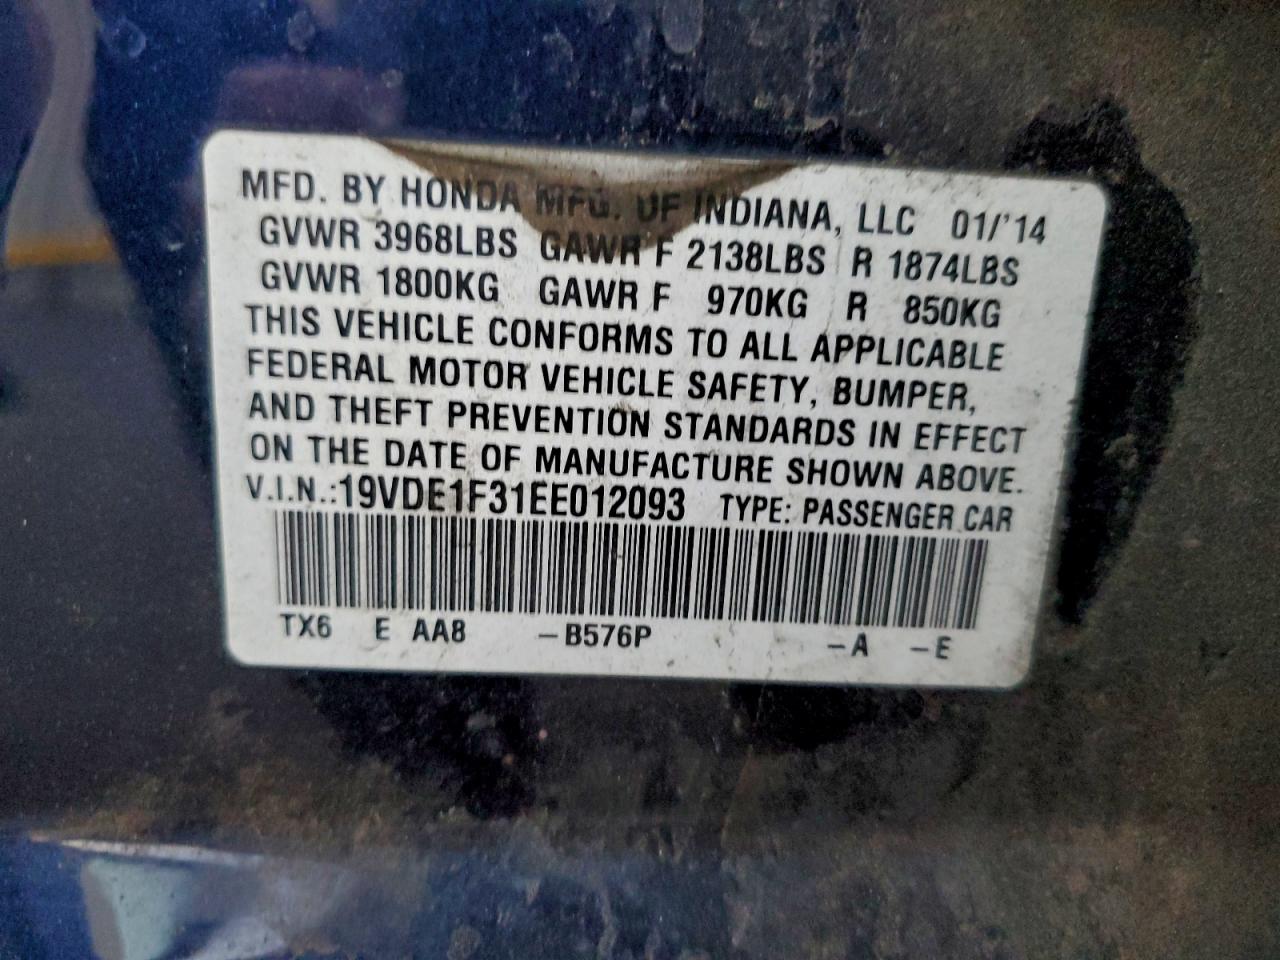 MFD. BY HONDA MFG. OF INDIANA, LLC 01/'14
GVWR 3968LBS GAWR F 2138LBS R 1874LBS
GVWR 1800KG GAWR F 970KG R 850KG
THIS VEHICLE CONFORMS TO ALL APPLICABLE
FEDERAL MOTOR VEHICLE SAFETY, BUMPER,
AND THEFT PREVENTION STANDARDS IN EFFECT
ON THE DATE OF MANUFACTURE SHOWN ABOVE.
V.I.N.:19VDE1F31EE012093 TYPE: PASSENGER CAR
TX6 E AA8 -B576P -A -E